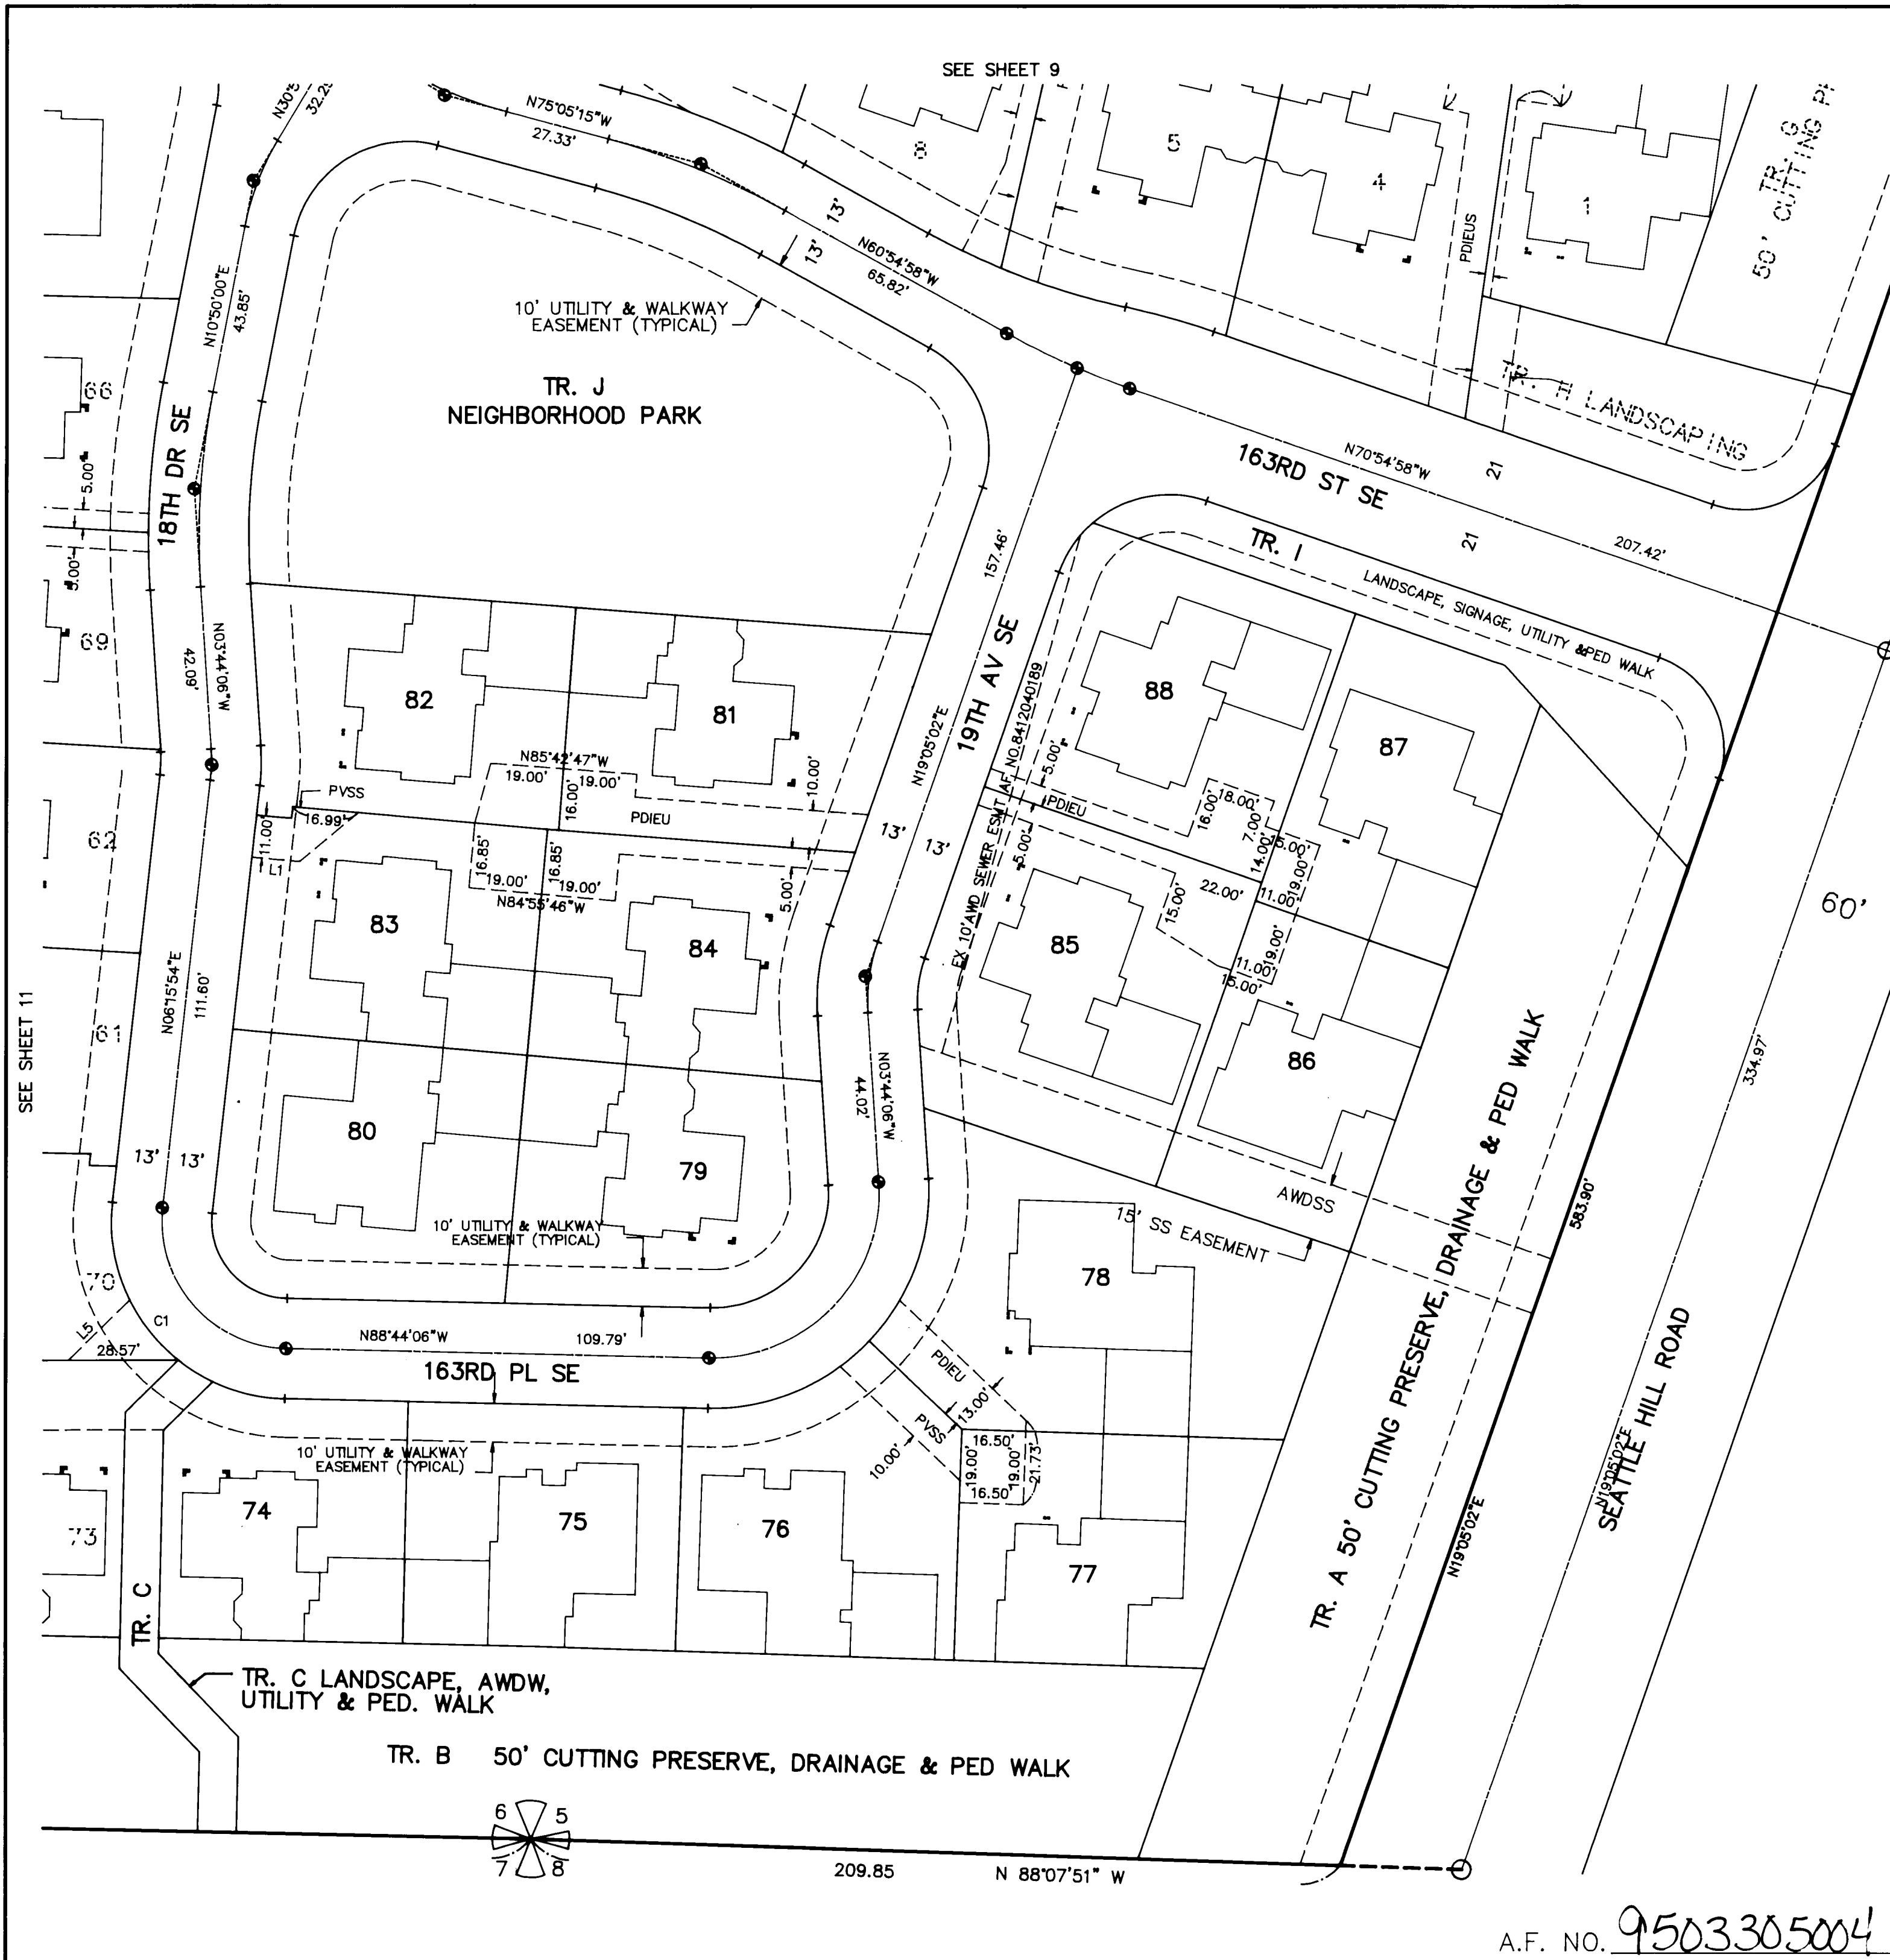 SEE SHEET 9
N75°05'15"W
27.33'
8
5
4
1
TR. G
50' CUTTING
PDIEUS
13'
13'
N60°54'58"W
65.82'
10' UTILITY & WALKWAY
EASEMENT (TYPICAL)
N10°50'00"E
43.85'
TR. J
NEIGHBORHOOD PARK
66
18TH DR SE
5.00'
5.00'
69
TR. H LANDSCAPING
163RD ST SE
N70°54'58"W
21
21
207.42'
TR. I
LANDSCAPE, SIGNAGE, UTILITY &PED WALK
157.46'
19TH AV SE
N19°05'02"E
N03°44'06"W
42.09'
82
81
88
87
EX 10' AWD SEWER ESMT AF. NO.8412040189
N85°42'47"W
19.00'
19.00'
16.00'
10.00'
PVSS
16.99'
PDIEU
11.00'
L1
16.85'
16.85'
19.00'
19.00'
N84°55'46"W
5.00'
13'
13'
5.00'
PDIEU
5.00'
16.00'
18.00'
7.00'
14.00'
15.00'
19.00'
22.00'
11.00'
15.00'
19.00'
11.00'
15.00'
62
83
84
85
86
60'
SEE SHEET 11
61
N06°15'54"E
111.60'
N03°44'06"W
44.02'
334.97'
80
79
13'
13'
10' UTILITY & WALKWAY
EASEMENT (TYPICAL)
AWDSS
15' SS EASEMENT
583.90'
78
70
C1
L5
28.57'
N88°44'06"W
109.79'
163RD PL SE
PDIEU
PVSS
13.00'
10.00'
16.50'
19.00'
19.00'
21.73'
16.50'
10' UTILITY & WALKWAY
EASEMENT (TYPICAL)
73
74
75
76
77
TR. A 50' CUTTING PRESERVE, DRAINAGE & PED WALK
N19°05'02"E
N19°05'02"E
SEATTLE HILL ROAD
TR. C
TR. C LANDSCAPE, AWDW,
UTILITY & PED. WALK
TR. B 50' CUTTING PRESERVE, DRAINAGE & PED WALK
6 5
7 8
209.85 N 88°07'51" W
A.F. NO. 9503305004